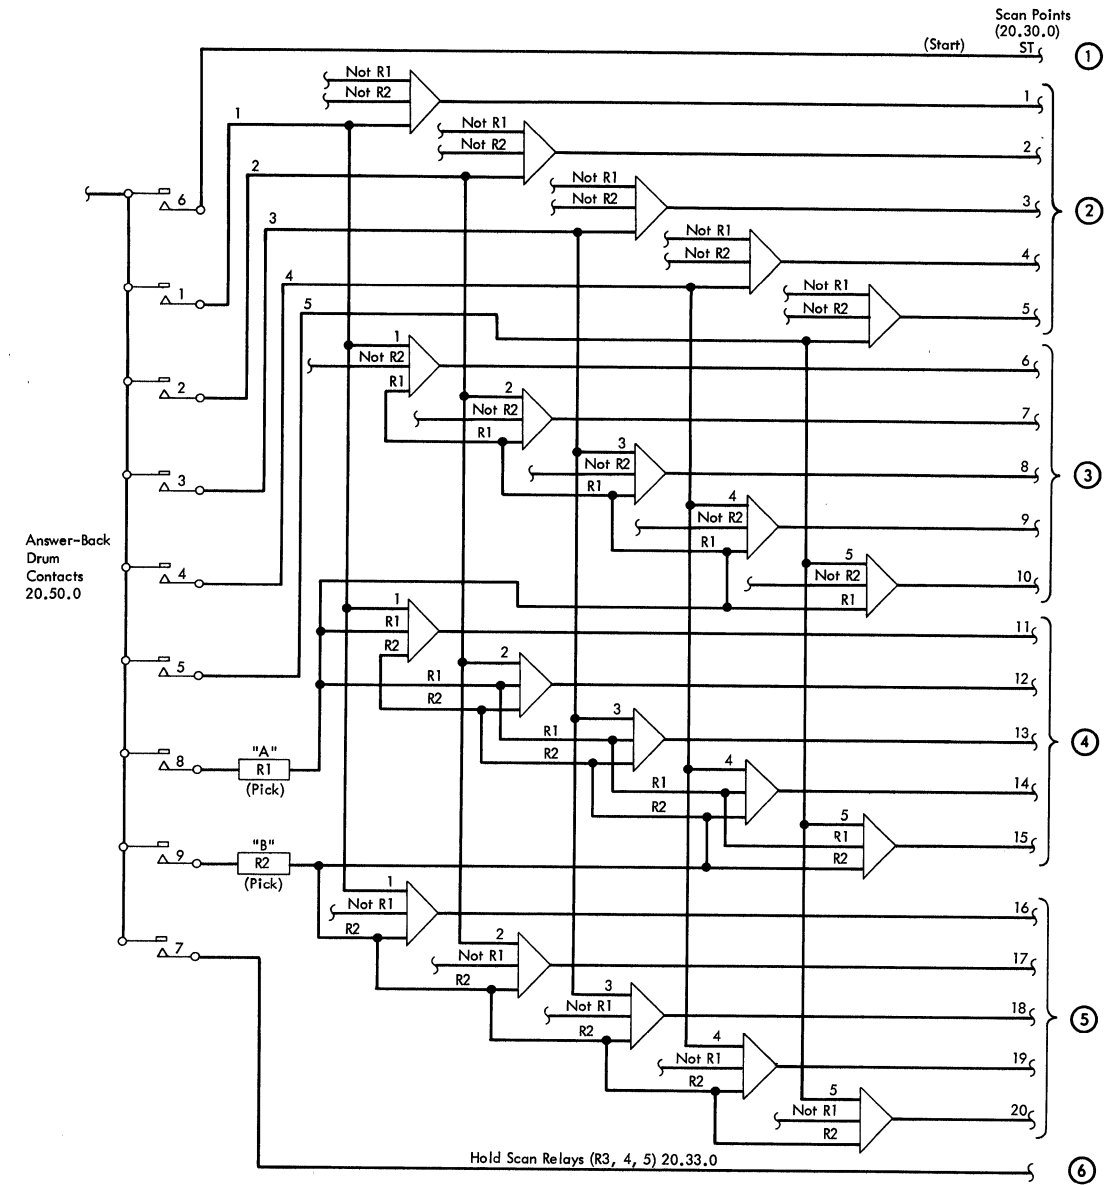 Scan Points
(20.30.0)
(Start) ST
1
Not R1
Not R2
1
1
Not R1
Not R2
2
2
6
Not R1
Not R2
3
2
3
Not R1
Not R2
4
4
1
Not R1
Not R2
5
5
1
Not R2
R1
6
2
2
Not R2
R1
7
3
Not R2
R1
8
3
3
4
Not R2
R1
9
Answer-Back
Drum
Contacts
20.50.0
4
5
Not R2
R1
10
1
R1
R2
11
5
2
R1
R2
12
3
R1
R2
13
4
8
"A"
R1
(Pick)
4
R1
R2
14
5
R1
R2
15
9
"B"
R2
(Pick)
1
Not R1
R2
16
7
2
Not R1
R2
17
3
Not R1
R2
18
5
4
Not R1
R2
19
5
Not R1
R2
20
Hold Scan Relays (R3, 4, 5) 20.33.0
6